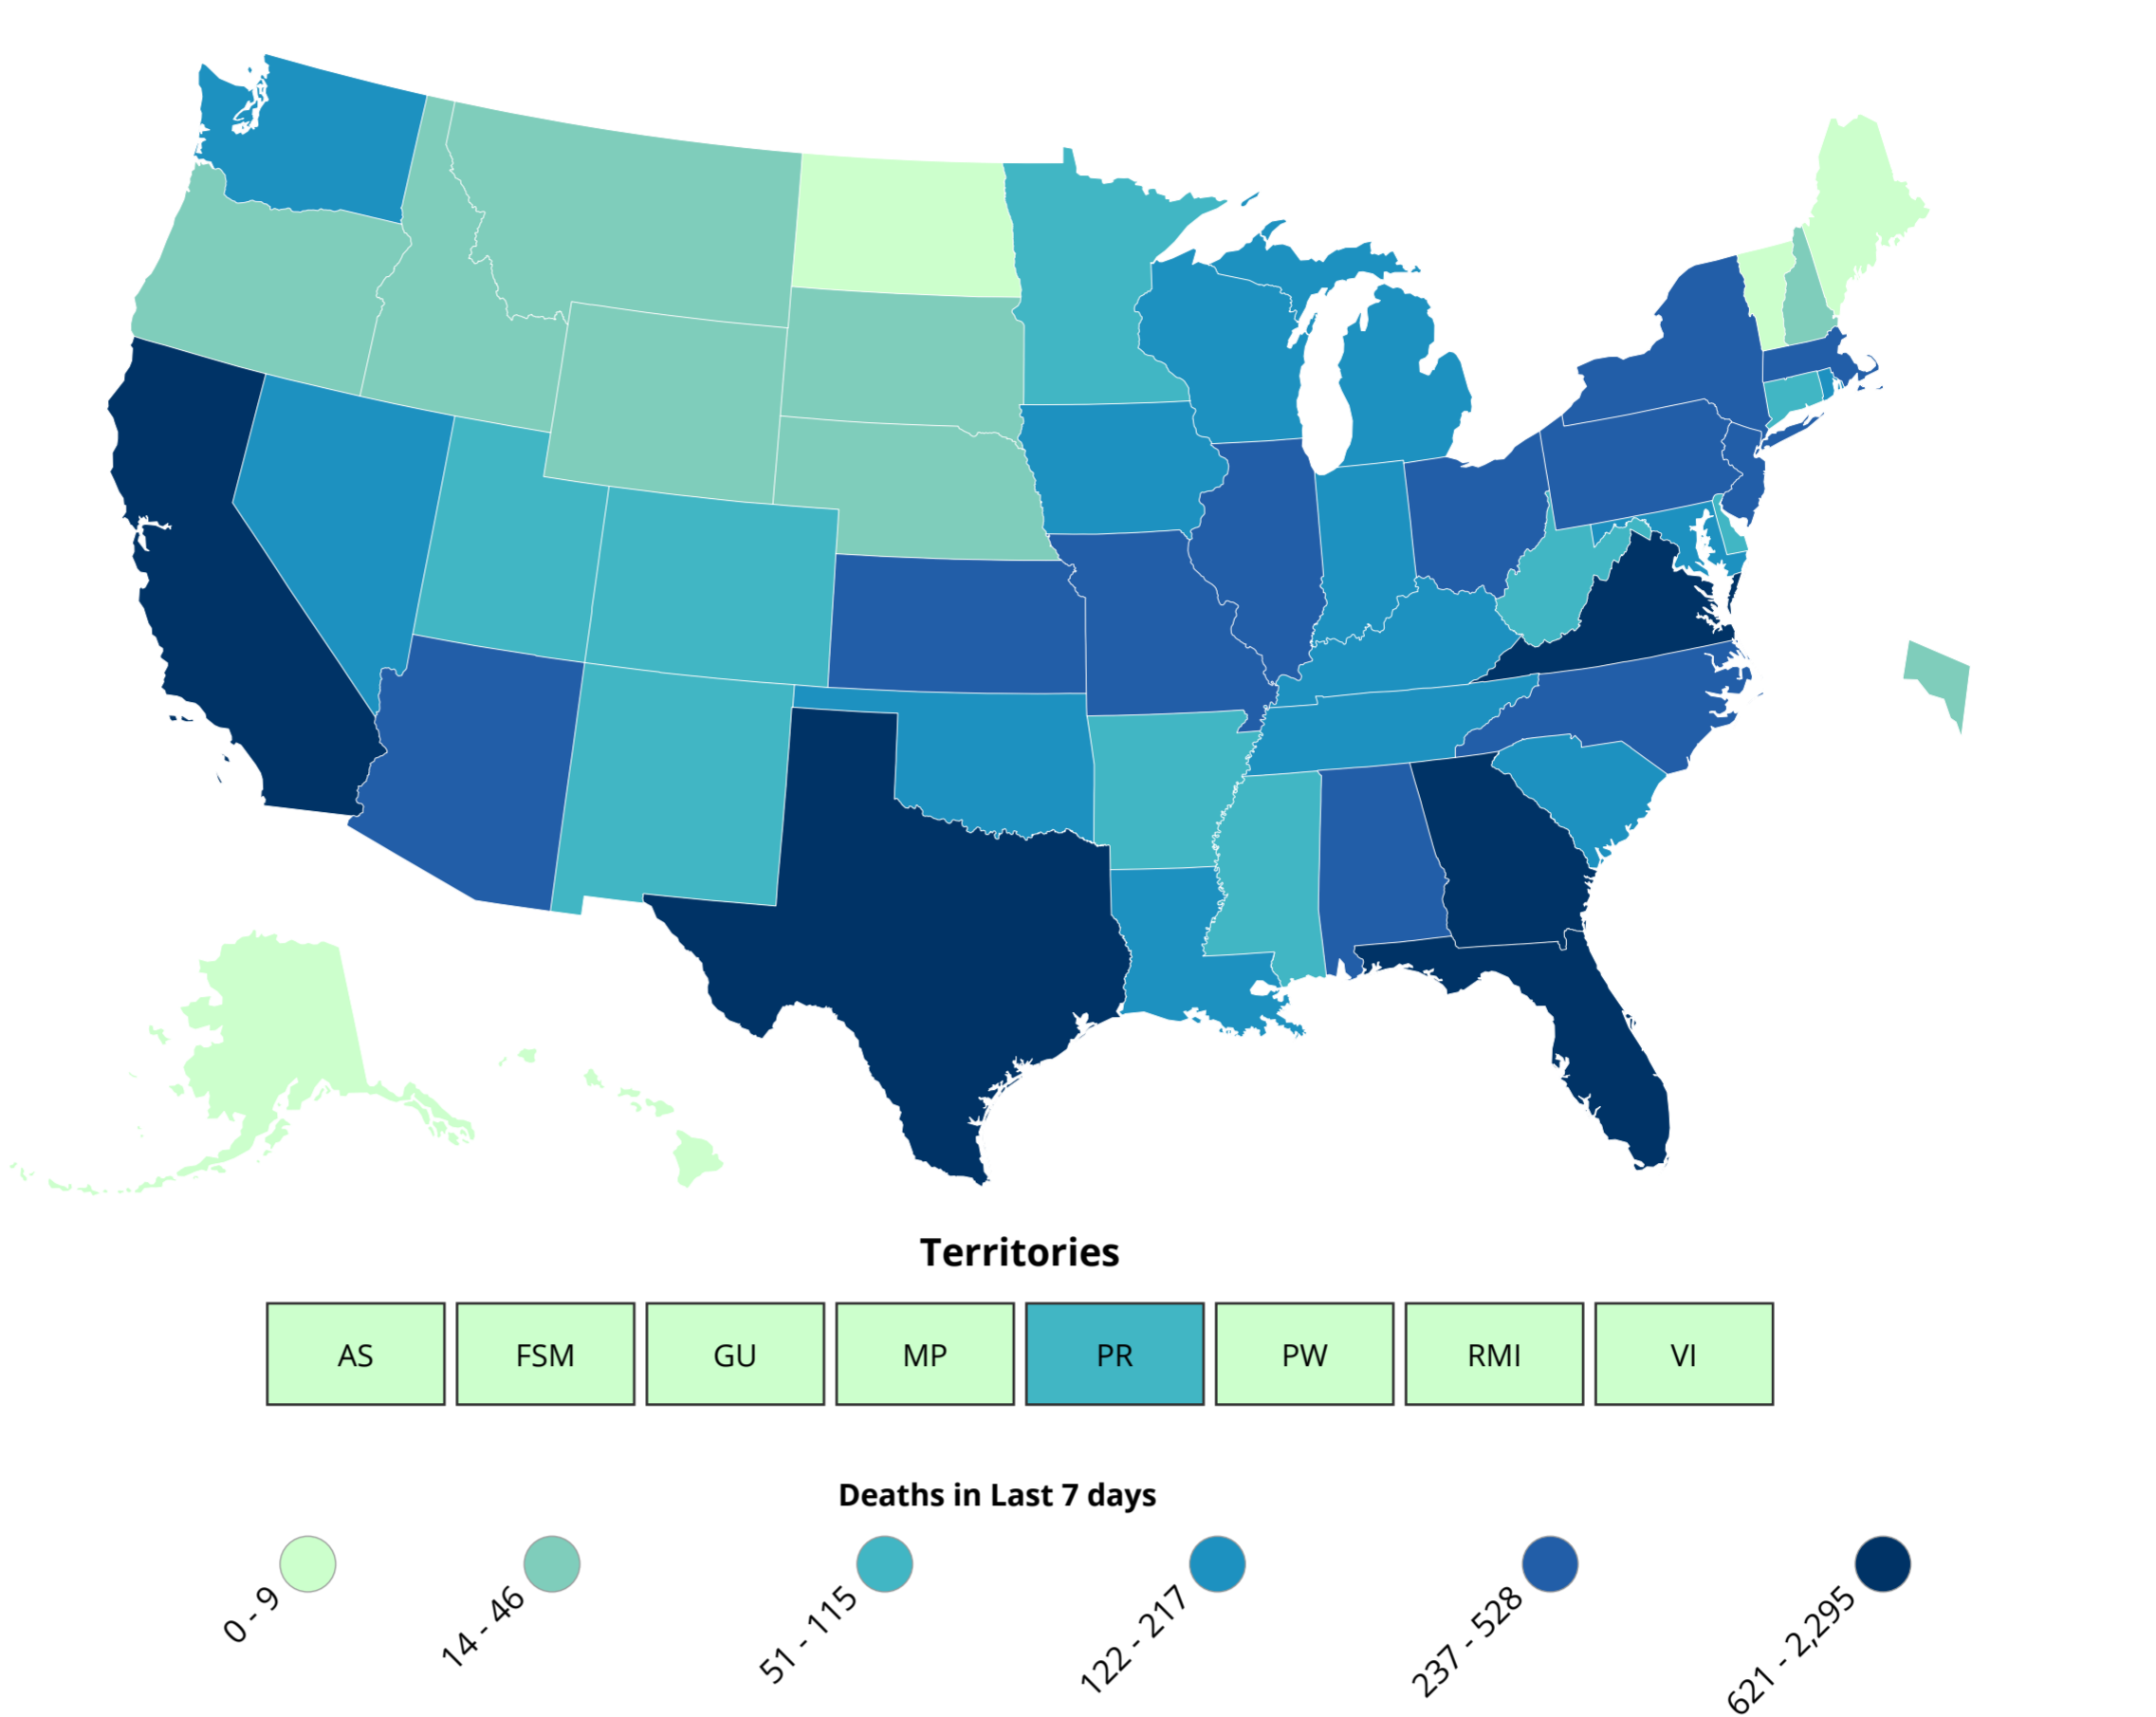 Territories
AS
FSM
GU
MP
PR
PW
RMI
VI
Deaths in Last 7 days
0 - 9
14 - 46
51 - 115
122 - 217
237 - 528
621 - 2,295